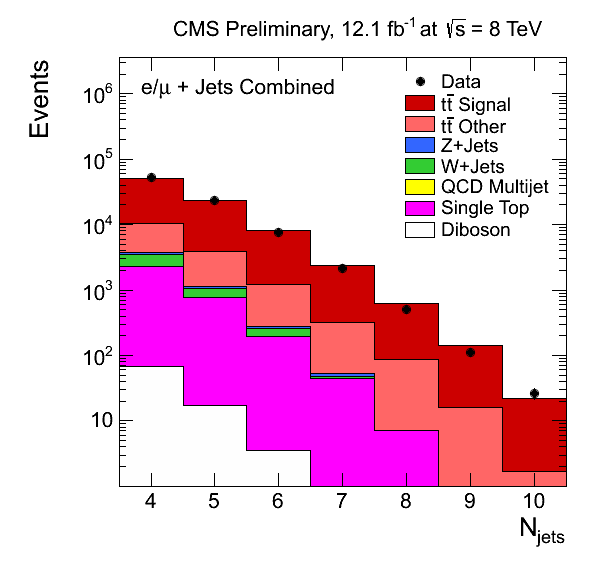 CMS Preliminary, 12.1 fb⁻¹ at √s = 8 TeV
Events
e/μ + Jets Combined
Data
tt̄ Signal
tt̄ Other
Z+Jets
W+Jets
QCD Multijet
Single Top
Diboson
10⁶
10⁵
10⁴
10³
10²
10
4 5 6 7 8 9 10
N_jets